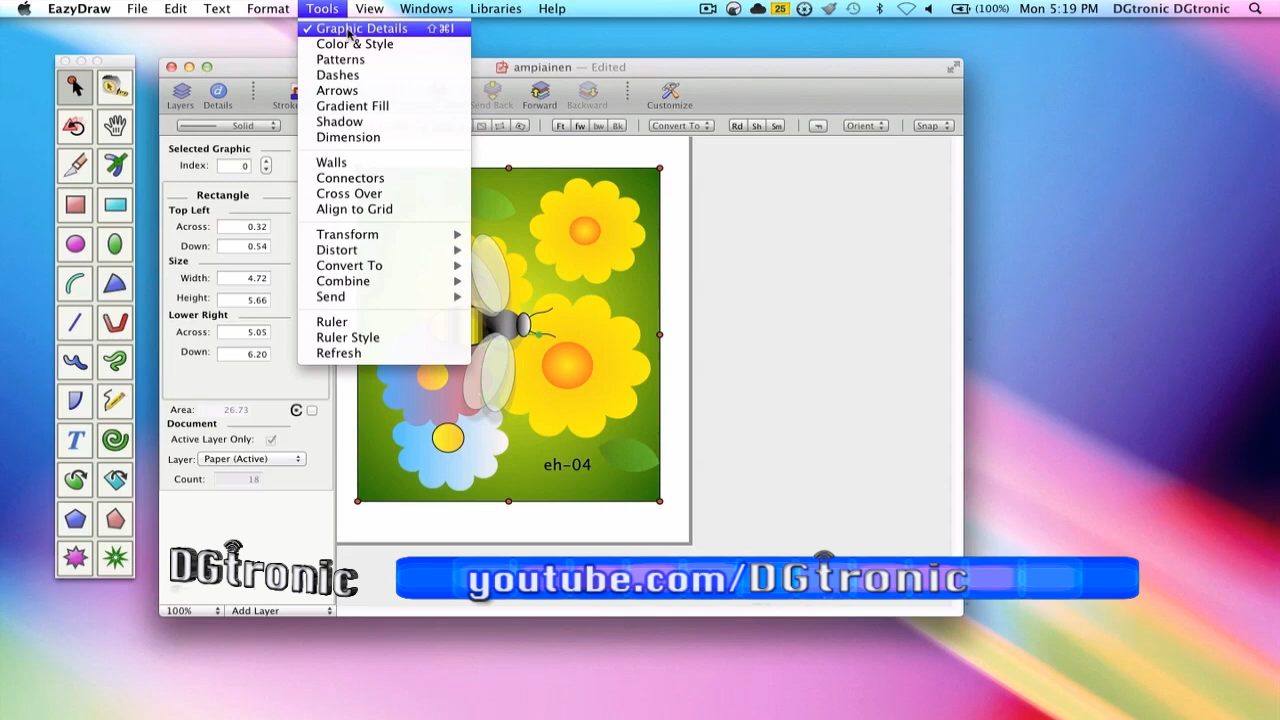 EazyDraw File Edit Text Format Tools View Windows Libraries Help 25 (100%) Mon 5:19 PM DGtronic DGtronic
✓ Graphic Details ⇧⌘I
Color & Style
Patterns
Dashes
Arrows
Gradient Fill
Shadow
Dimension
Walls
Connectors
Cross Over
Align to Grid
Transform
Distort
Convert To
Combine
Send
Ruler
Ruler Style
Refresh
ampiainen — Edited
Layers Details Stroke Send Back Forward Backward Customize
Solid Ft fw bw Bk Convert To Rd Sh Sm Orient Snap
Selected Graphic
Index: 0
Rectangle
Top Left
Across: 0.32
Down: 0.54
Size
Width: 4.72
Height: 5.66
Lower Right
Across: 5.05
Down: 6.20
Area: 26.73
Document
Active Layer Only: ✓
Layer: Paper (Active)
Count: 18
T
eh-04
DGtronic
youtube.com/DGtronic
100% Add Layer